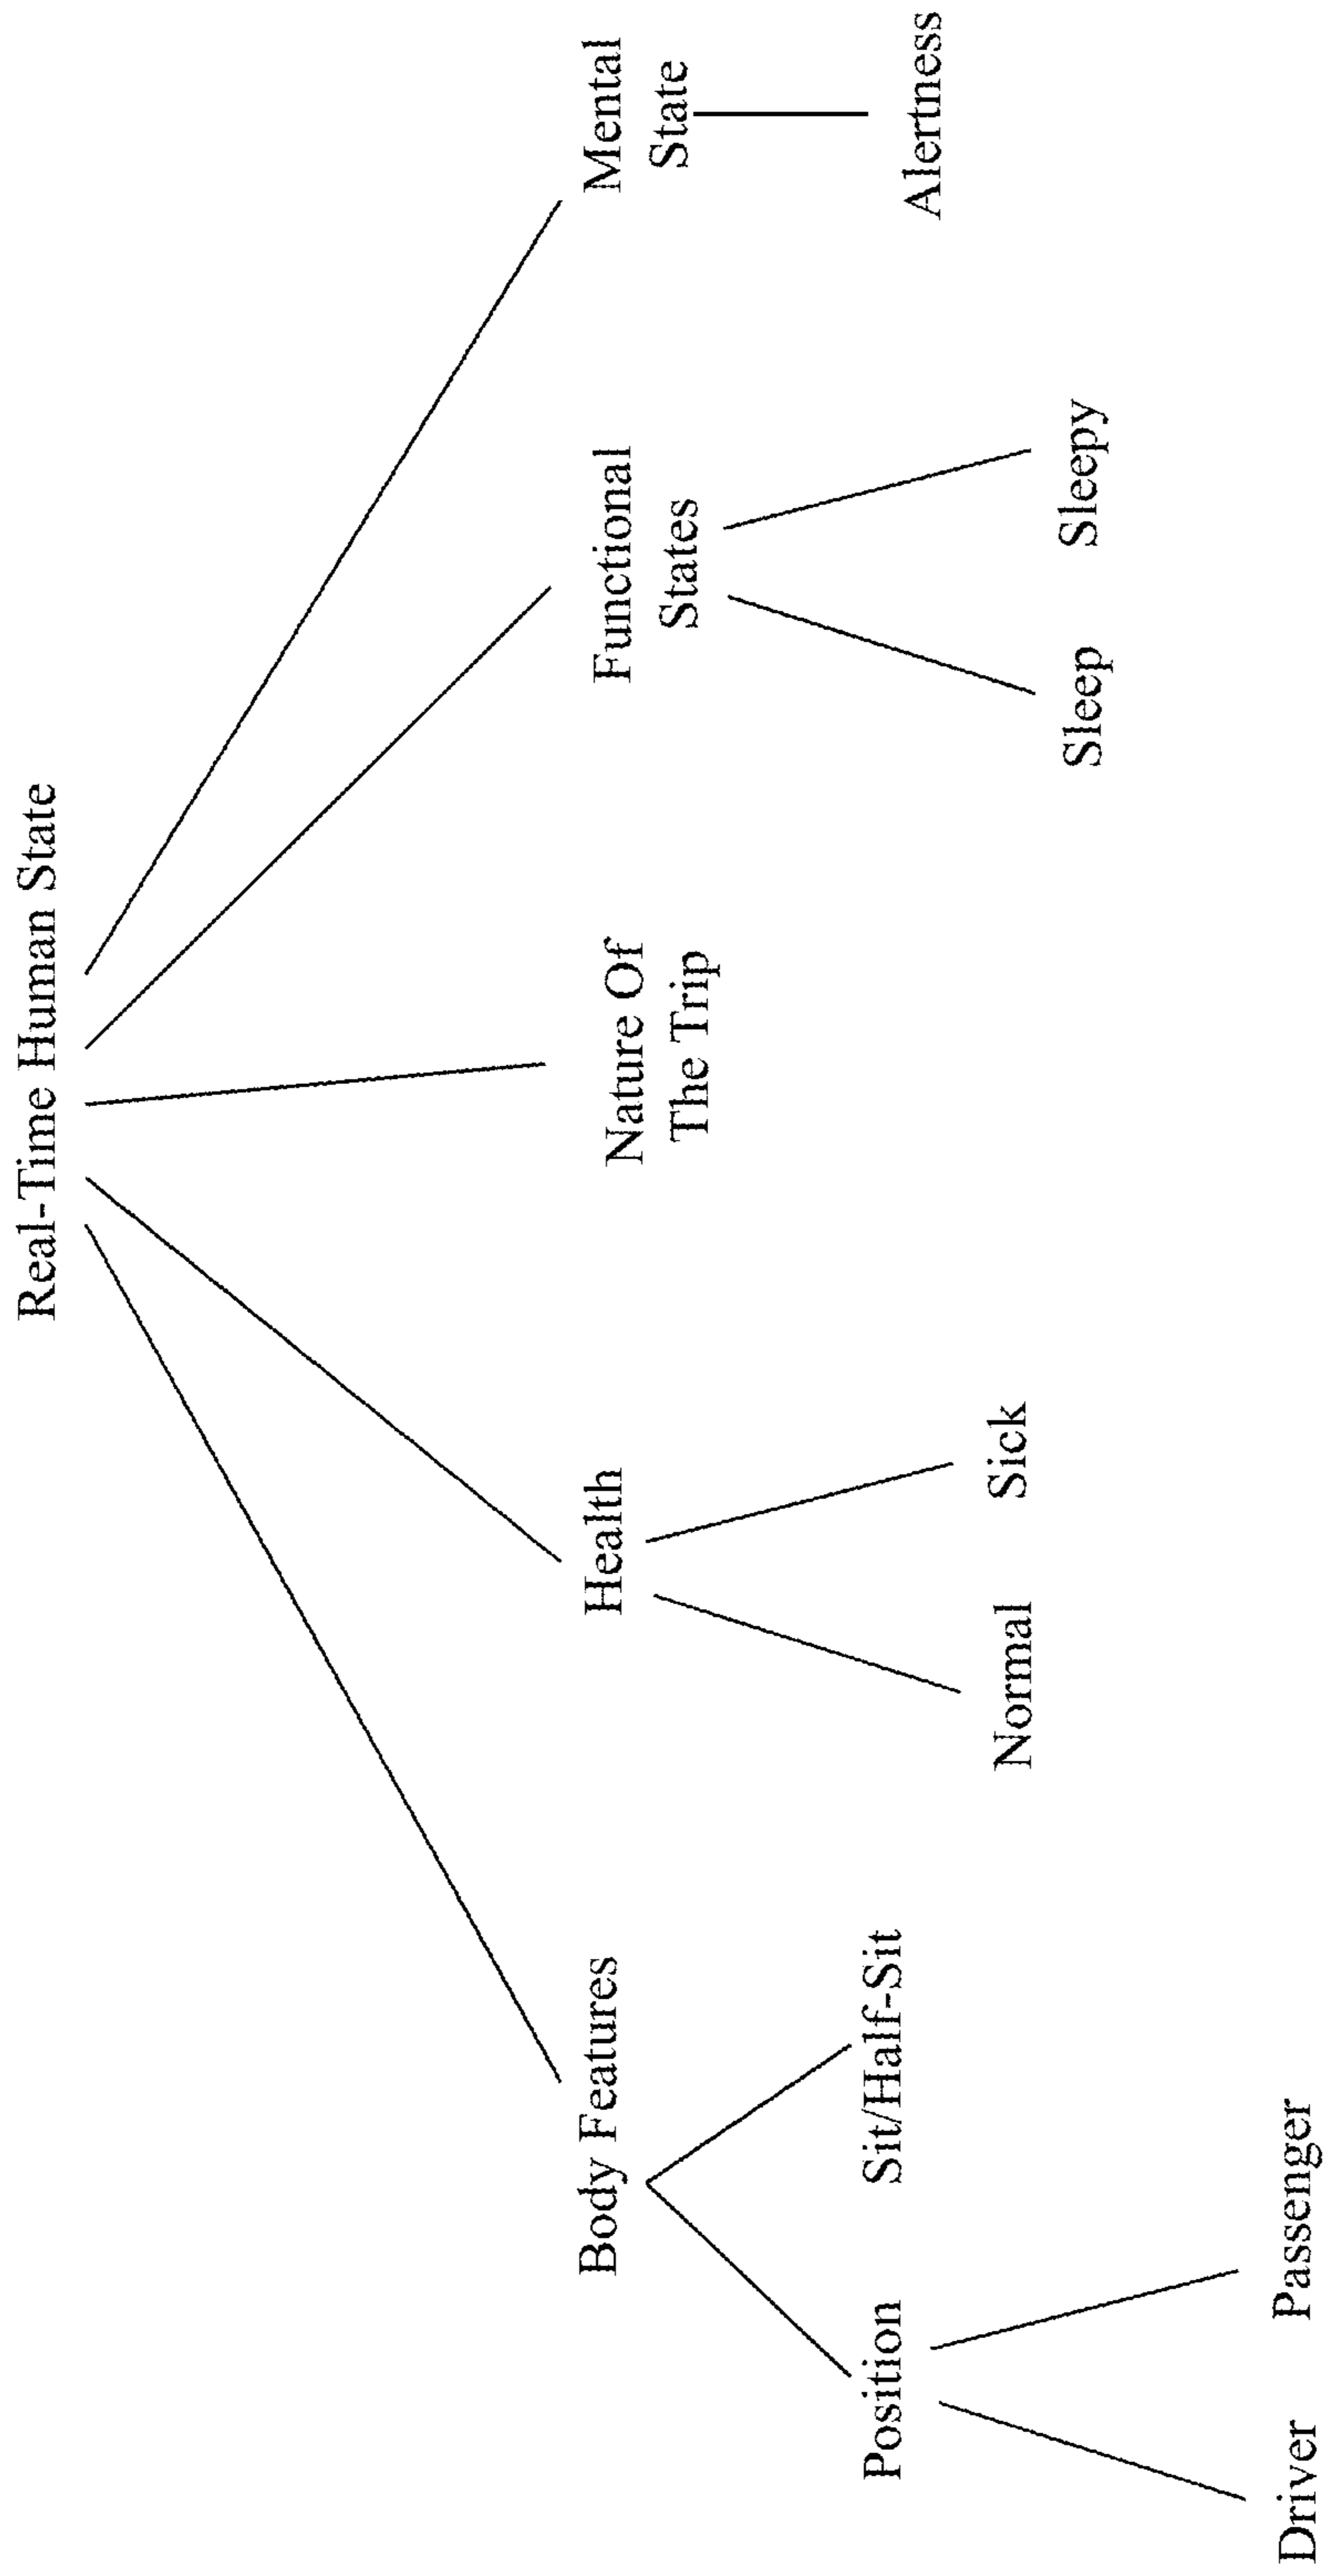 Real-Time Human State
Body Features
Health
Nature Of
The Trip
Functional
States
Mental
State
Position
Sit/Half-Sit
Normal
Sick
Sleep
Sleepy
Alertness
Driver
Passenger